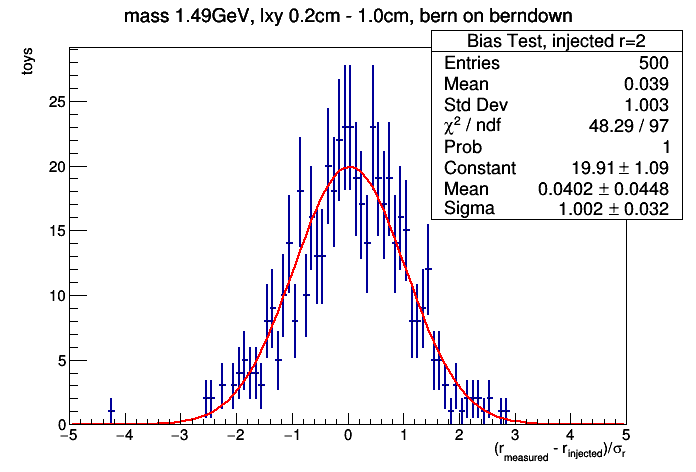 mass 1.49GeV, lxy 0.2cm - 1.0cm, bern on berndown
Bias Test, injected r=2
Entries 500
Mean 0.039
Std Dev 1.003
χ² / ndf 48.29 / 97
Prob 1
Constant 19.91 ± 1.09
Mean 0.0402 ± 0.0448
Sigma 1.002 ± 0.032
toys
25
20
15
10
5
0
−5 −4 −3 −2 −1 0 1 2 3 4 5
(r_measured - r_injected)/σ_r